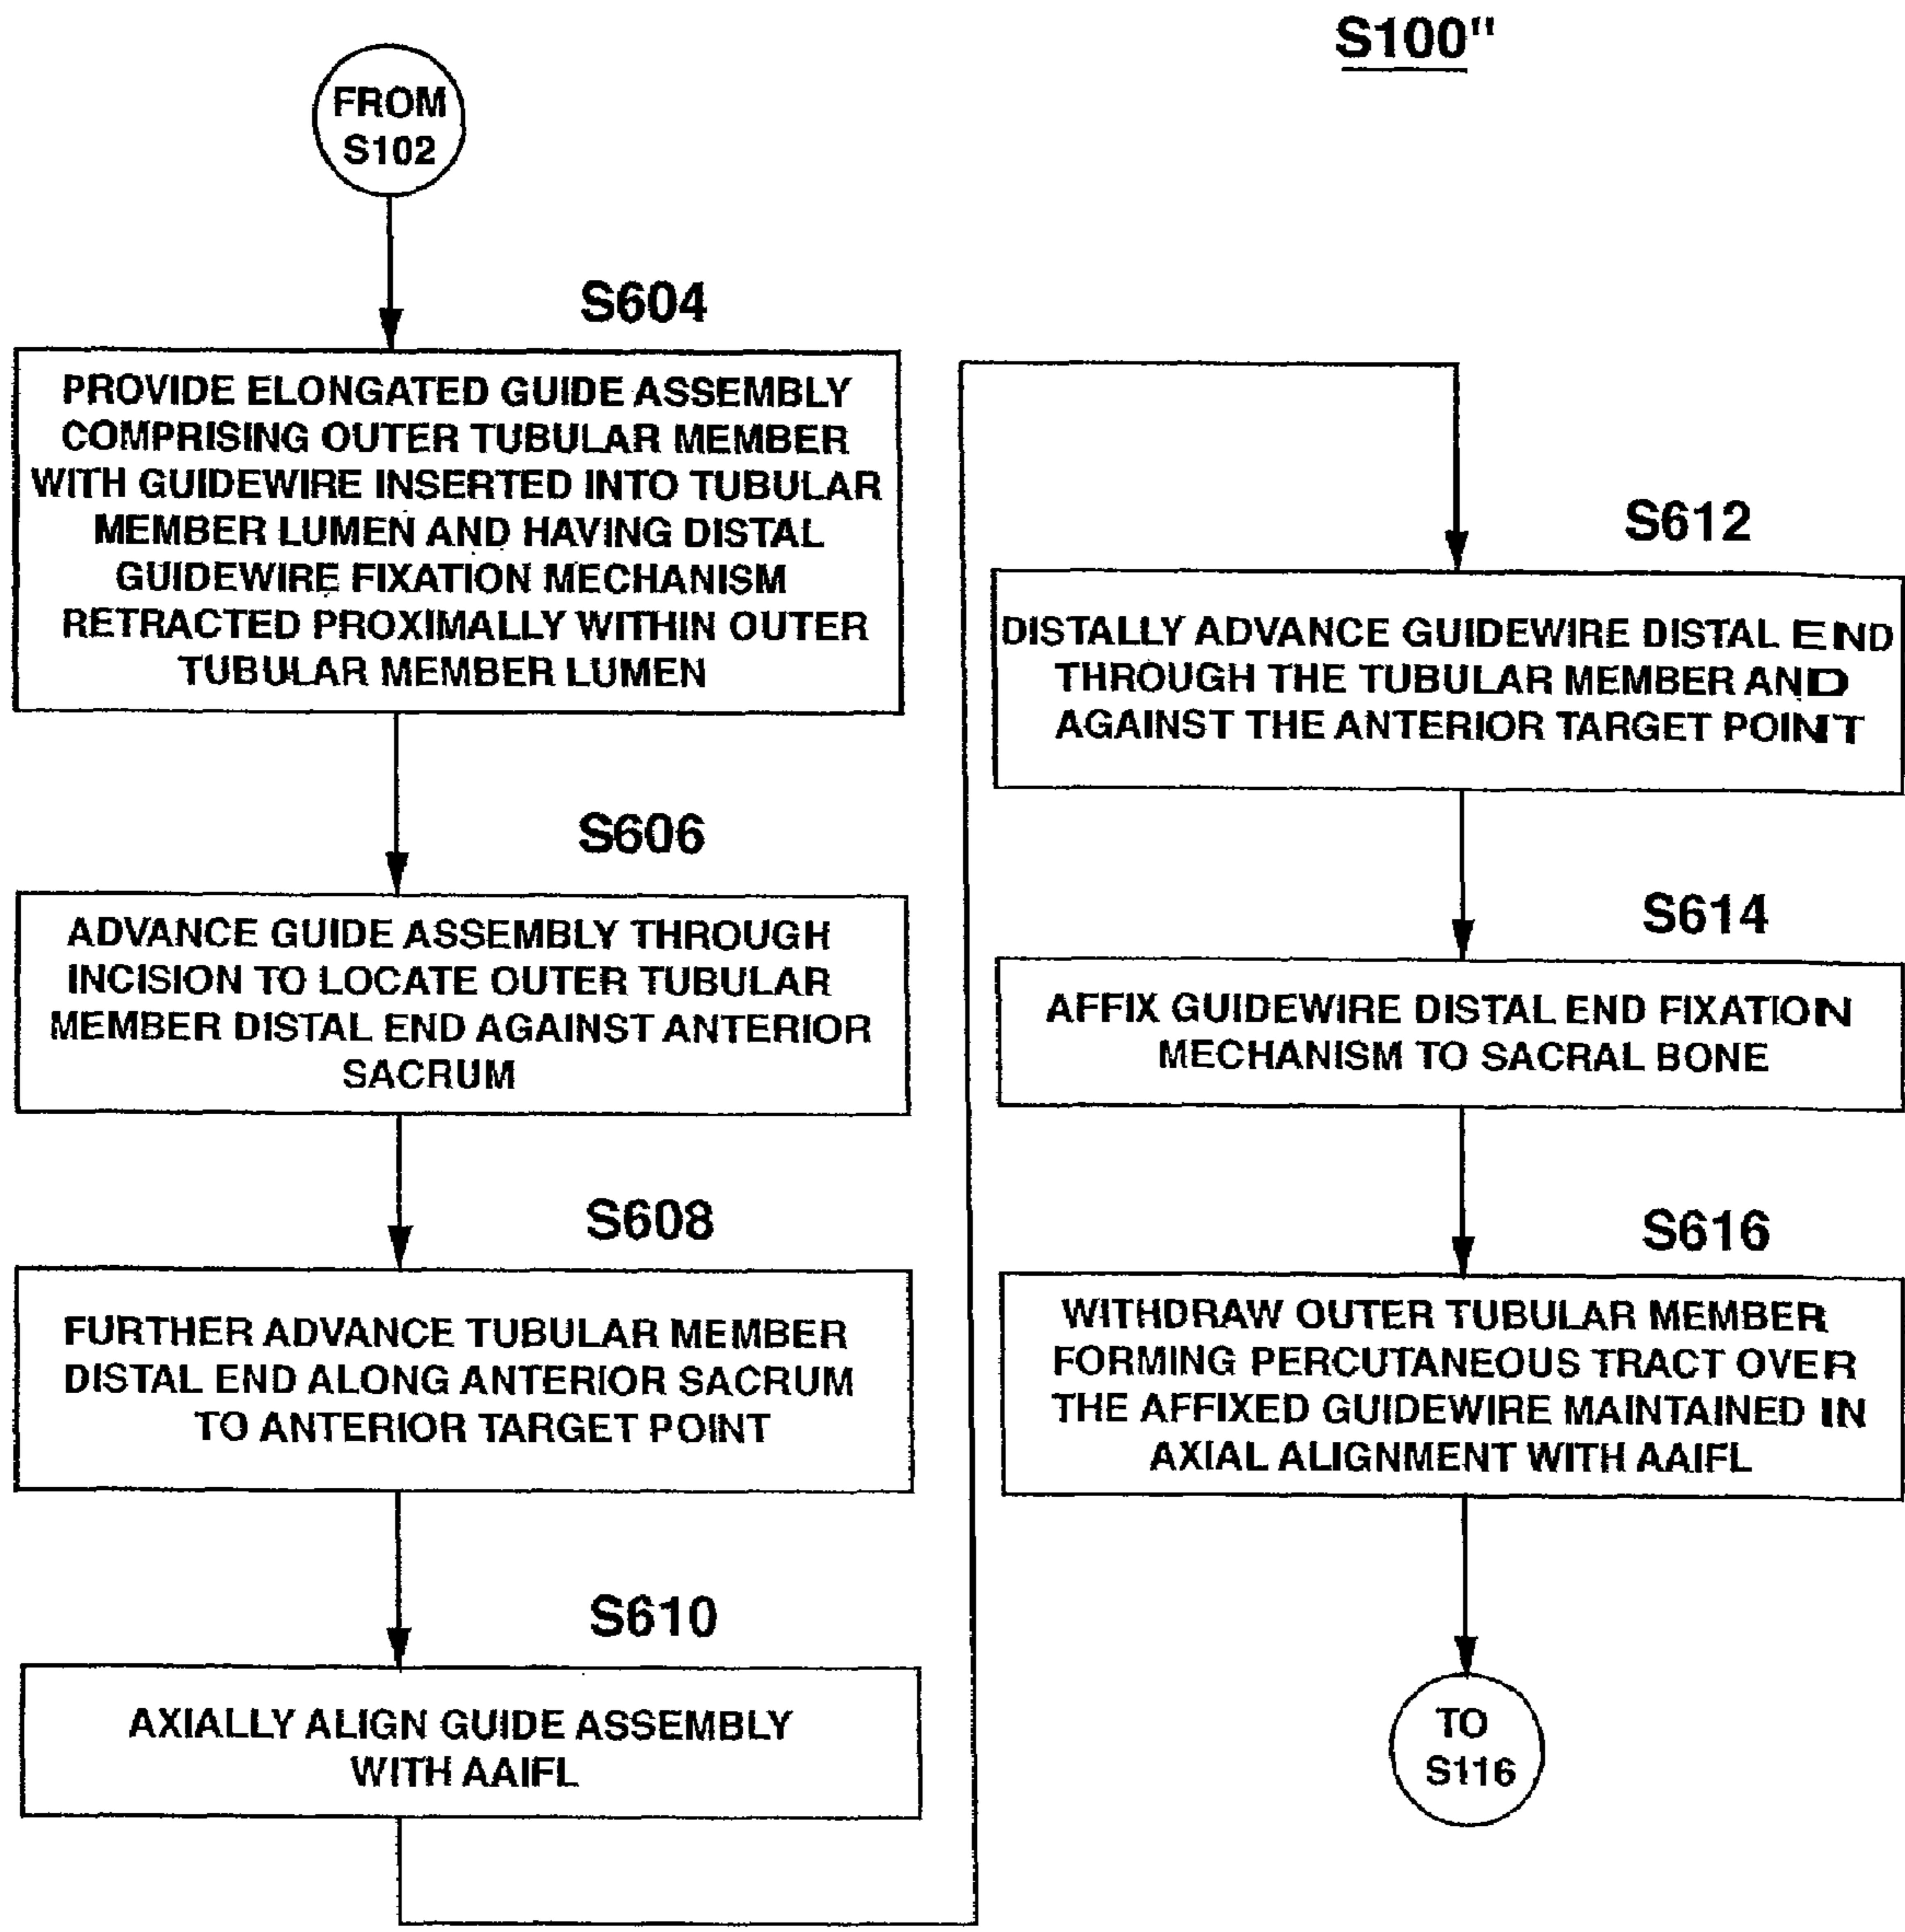 S100"
FROM
S102
S604
PROVIDE ELONGATED GUIDE ASSEMBLY
COMPRISING OUTER TUBULAR MEMBER
WITH GUIDEWIRE INSERTED INTO TUBULAR
MEMBER LUMEN AND HAVING DISTAL
GUIDEWIRE FIXATION MECHANISM
RETRACTED PROXIMALLY WITHIN OUTER
TUBULAR MEMBER LUMEN
S606
ADVANCE GUIDE ASSEMBLY THROUGH
INCISION TO LOCATE OUTER TUBULAR
MEMBER DISTAL END AGAINST ANTERIOR
SACRUM
S608
FURTHER ADVANCE TUBULAR MEMBER
DISTAL END ALONG ANTERIOR SACRUM
TO ANTERIOR TARGET POINT
S610
AXIALLY ALIGN GUIDE ASSEMBLY
WITH AAIFL
S612
DISTALLY ADVANCE GUIDEWIRE DISTAL END
THROUGH THE TUBULAR MEMBER AND
AGAINST THE ANTERIOR TARGET POINT
S614
AFFIX GUIDEWIRE DISTAL END FIXATION
MECHANISM TO SACRAL BONE
S616
WITHDRAW OUTER TUBULAR MEMBER
FORMING PERCUTANEOUS TRACT OVER
THE AFFIXED GUIDEWIRE MAINTAINED IN
AXIAL ALIGNMENT WITH AAIFL
TO
S116